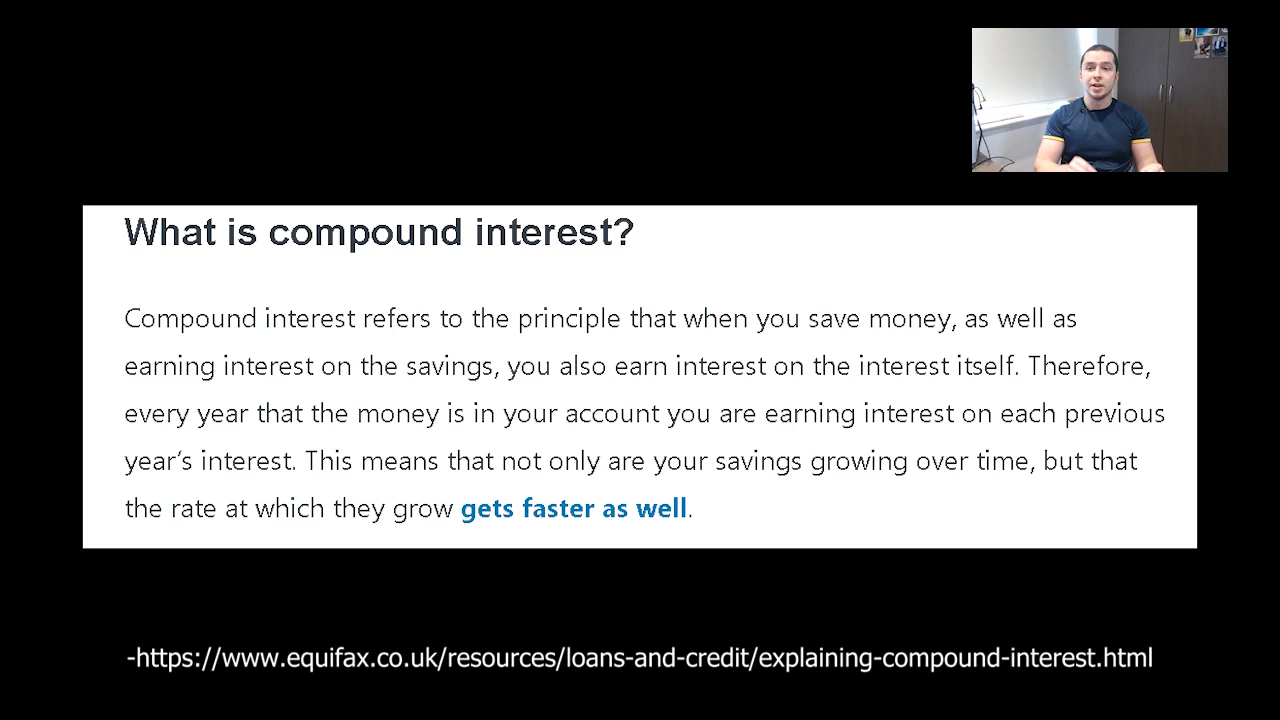 What is compound interest?
Compound interest refers to the principle that when you save money, as well as
earning interest on the savings, you also earn interest on the interest itself. Therefore,
every year that the money is in your account you are earning interest on each previous
year’s interest. This means that not only are your savings growing over time, but that
the rate at which they grow gets faster as well.
-https://www.equifax.co.uk/resources/loans-and-credit/explaining-compound-interest.html